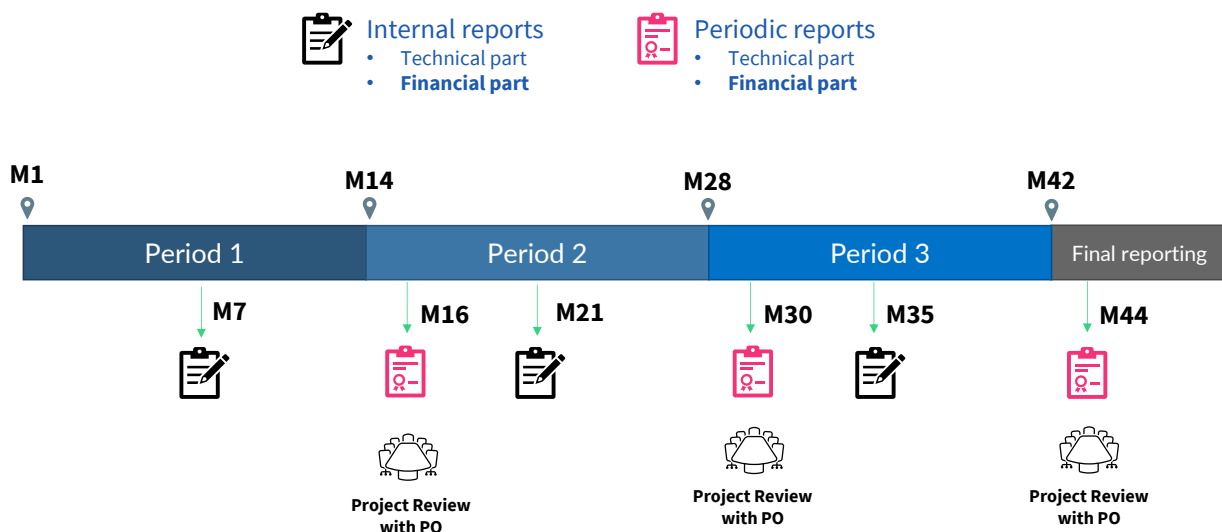 Internal reports
• Technical part
• Financial part
Periodic reports
• Technical part
• Financial part
M1
M14
M28
M42
Period 1
Period 2
Period 3
Final reporting
M7
M16
M21
M30
M35
M44
Project Review
with PO
Project Review
with PO
Project Review
with PO